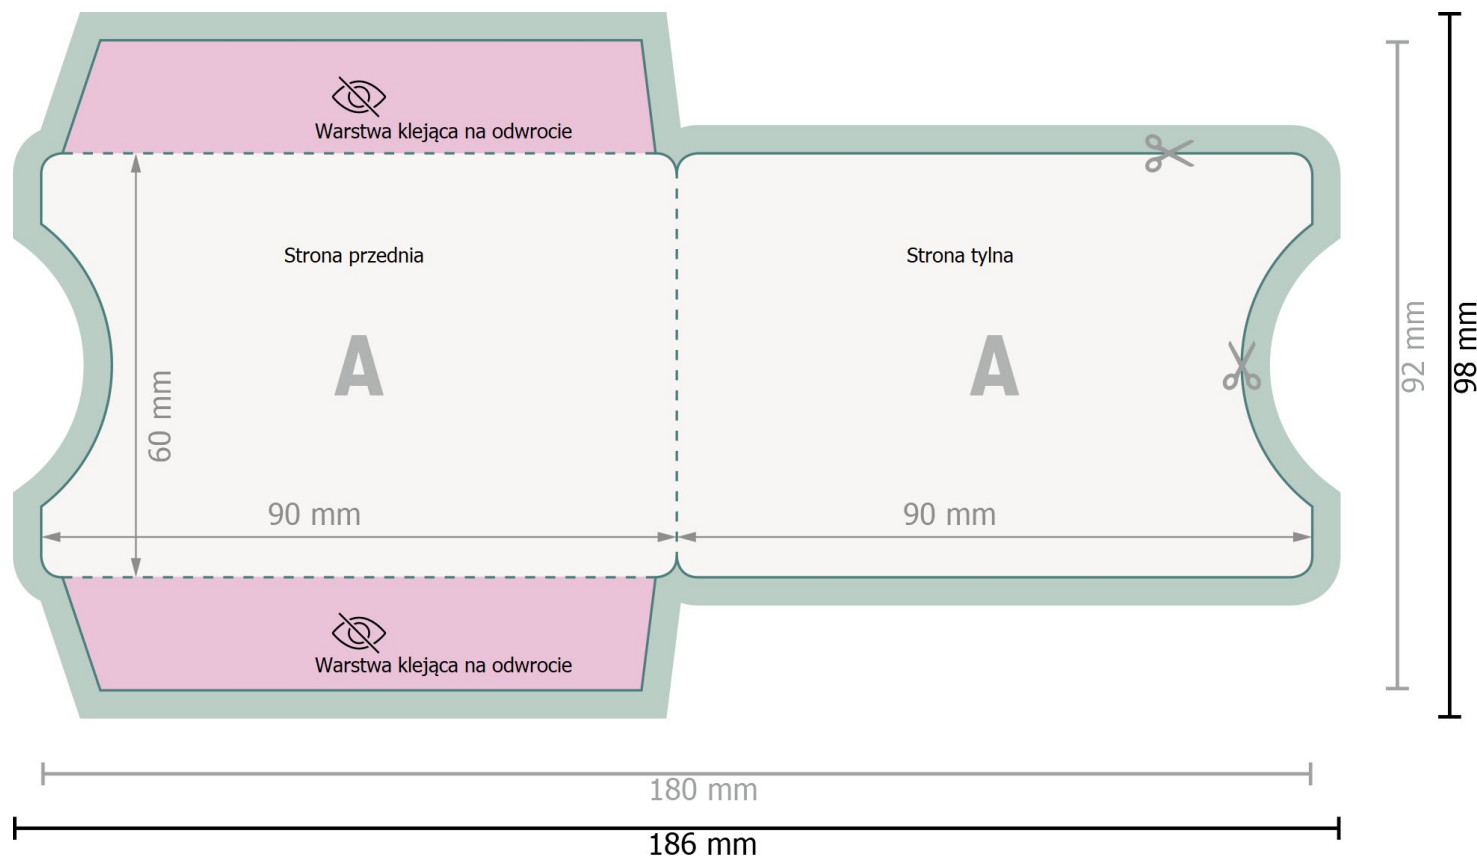 Warstwa klejąca na odwrocie
Strona przednia
Strona tylna
A
A
60 mm
92 mm
98 mm
90 mm
90 mm
Warstwa klejąca na odwrocie
180 mm
186 mm